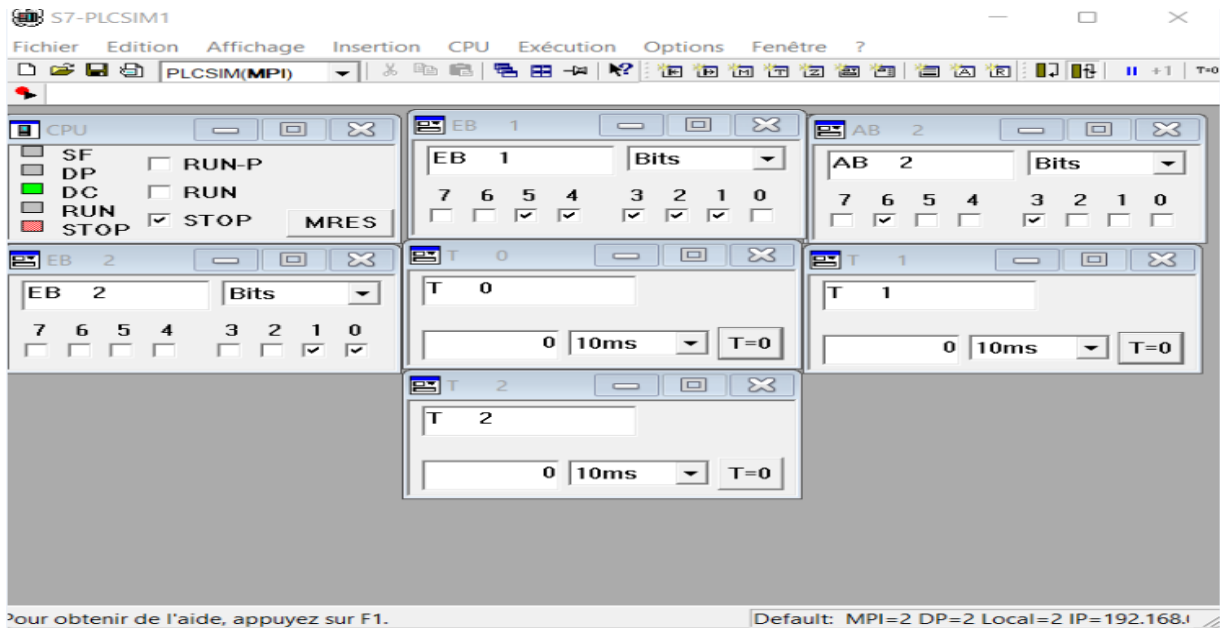 S7-PLCSIM1
Fichier Edition Affichage Insertion CPU Exécution Options Fenêtre ?
PLCSIM(MPI)
+1 T=0
CPU
SF
DP
DC
RUN
STOP
RUN-P
RUN
STOP
MRES
EB 1
EB 1 Bits
7 6 5 4 3 2 1 0
AB 2
AB 2 Bits
7 6 5 4 3 2 1 0
EB 2
EB 2 Bits
7 6 5 4 3 2 1 0
T 0
T 0
0 10ms T=0
T 1
T 1
0 10ms T=0
T 2
T 2
0 10ms T=0
Pour obtenir de l'aide, appuyez sur F1.
Default: MPI=2 DP=2 Local=2 IP=192.168.